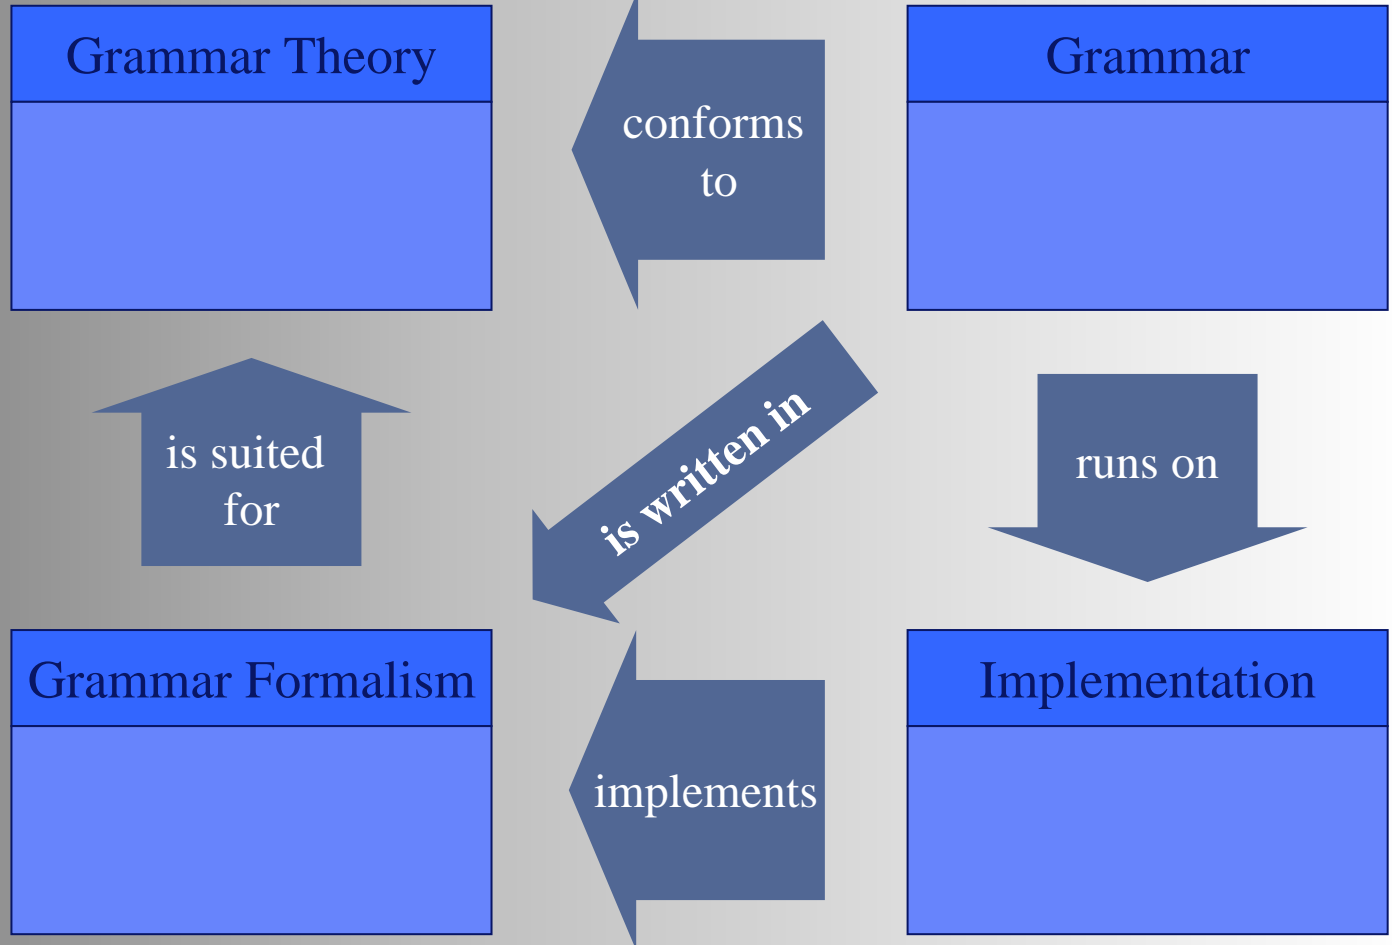 Grammar Theory
conforms
to
Grammar
is suited
for
is written in
runs on
Grammar Formalism
implements
Implementation